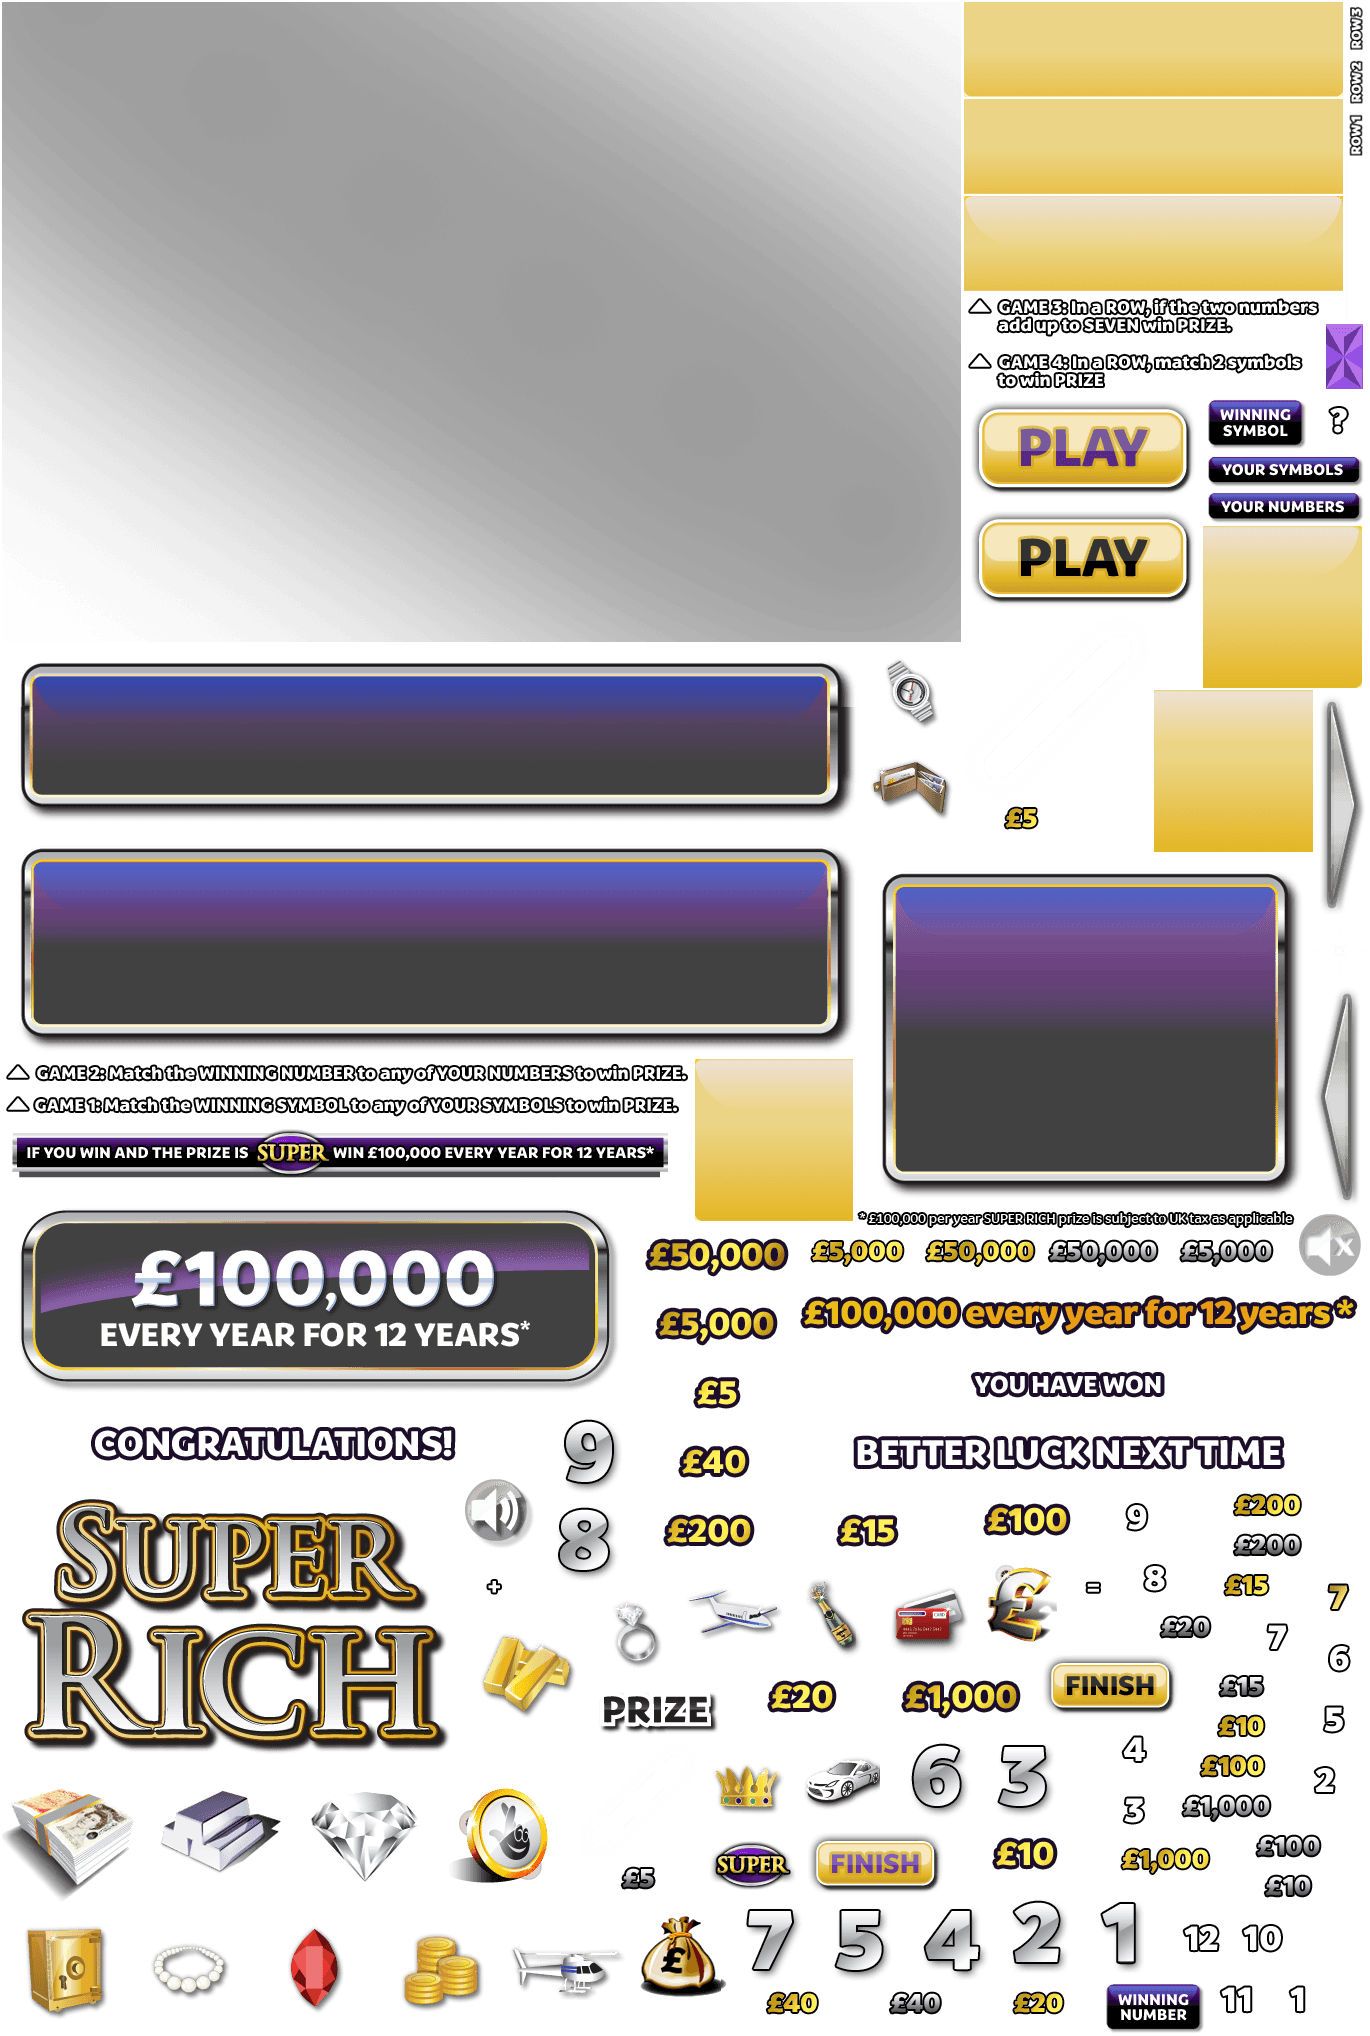 ROW 3
ROW 2
ROW 1
GAME 3: In a ROW, if the two numbers
add up to SEVEN win PRIZE.
GAME 4: In a ROW, match 2 symbols
to win PRIZE
PLAY
WINNING
SYMBOL
?
YOUR SYMBOLS
YOUR NUMBERS
PLAY
£5
GAME 2: Match the WINNING NUMBER to any of YOUR NUMBERS to win PRIZE.
GAME 1: Match the WINNING SYMBOL to any of YOUR SYMBOLS to win PRIZE.
IF YOU WIN AND THE PRIZE IS SUPER WIN £100,000 EVERY YEAR FOR 12 YEARS*
* £100,000 per year SUPER RICH prize is subject to UK tax as applicable
£100,000
EVERY YEAR FOR 12 YEARS*
£50,000
£5,000
£50,000
£50,000
£5,000
£5,000
£100,000 every year for 12 years *
£5
YOU HAVE WON
CONGRATULATIONS!
9
£40
BETTER LUCK NEXT TIME
SUPER
RICH
8
£200
£15
£100
9
£200
£200
+
=
8
£15
7
£
£20
7
6
PRIZE
£20
£1,000
FINISH
£15
£10
5
6
3
4
£100
2
3
£1,000
SUPER
FINISH
£10
£1,000
£100
£5
£10
£
7
5
4
2
1
12
10
£40
£40
£20
WINNING
NUMBER
11
1